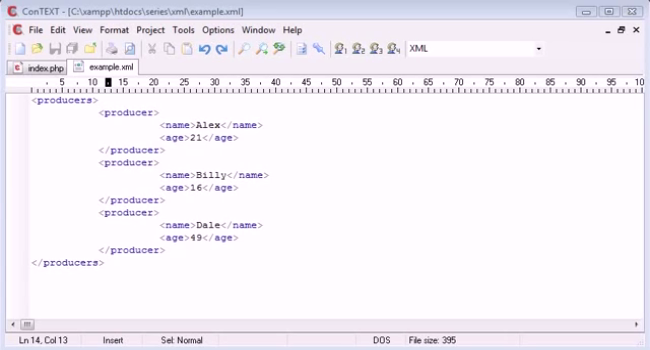 ConTEXT - [C:\xampp\htdocs\series\xml\example.xml]
File Edit View Format Project Tools Options Window Help
XML
index.php example.xml
5 10 15 20 25 30 35 40 45 50 55 60 65 70 75 80 85 90 95 100
<producers>
<producer>
<name>Alex</name>
<age>21</age>
</producer>
<producer>
<name>Billy</name>
<age>16</age>
</producer>
<producer>
<name>Dale</name>
<age>49</age>
</producer>
</producers>
Ln 14, Col 13 Insert Sel: Normal DOS File size: 395